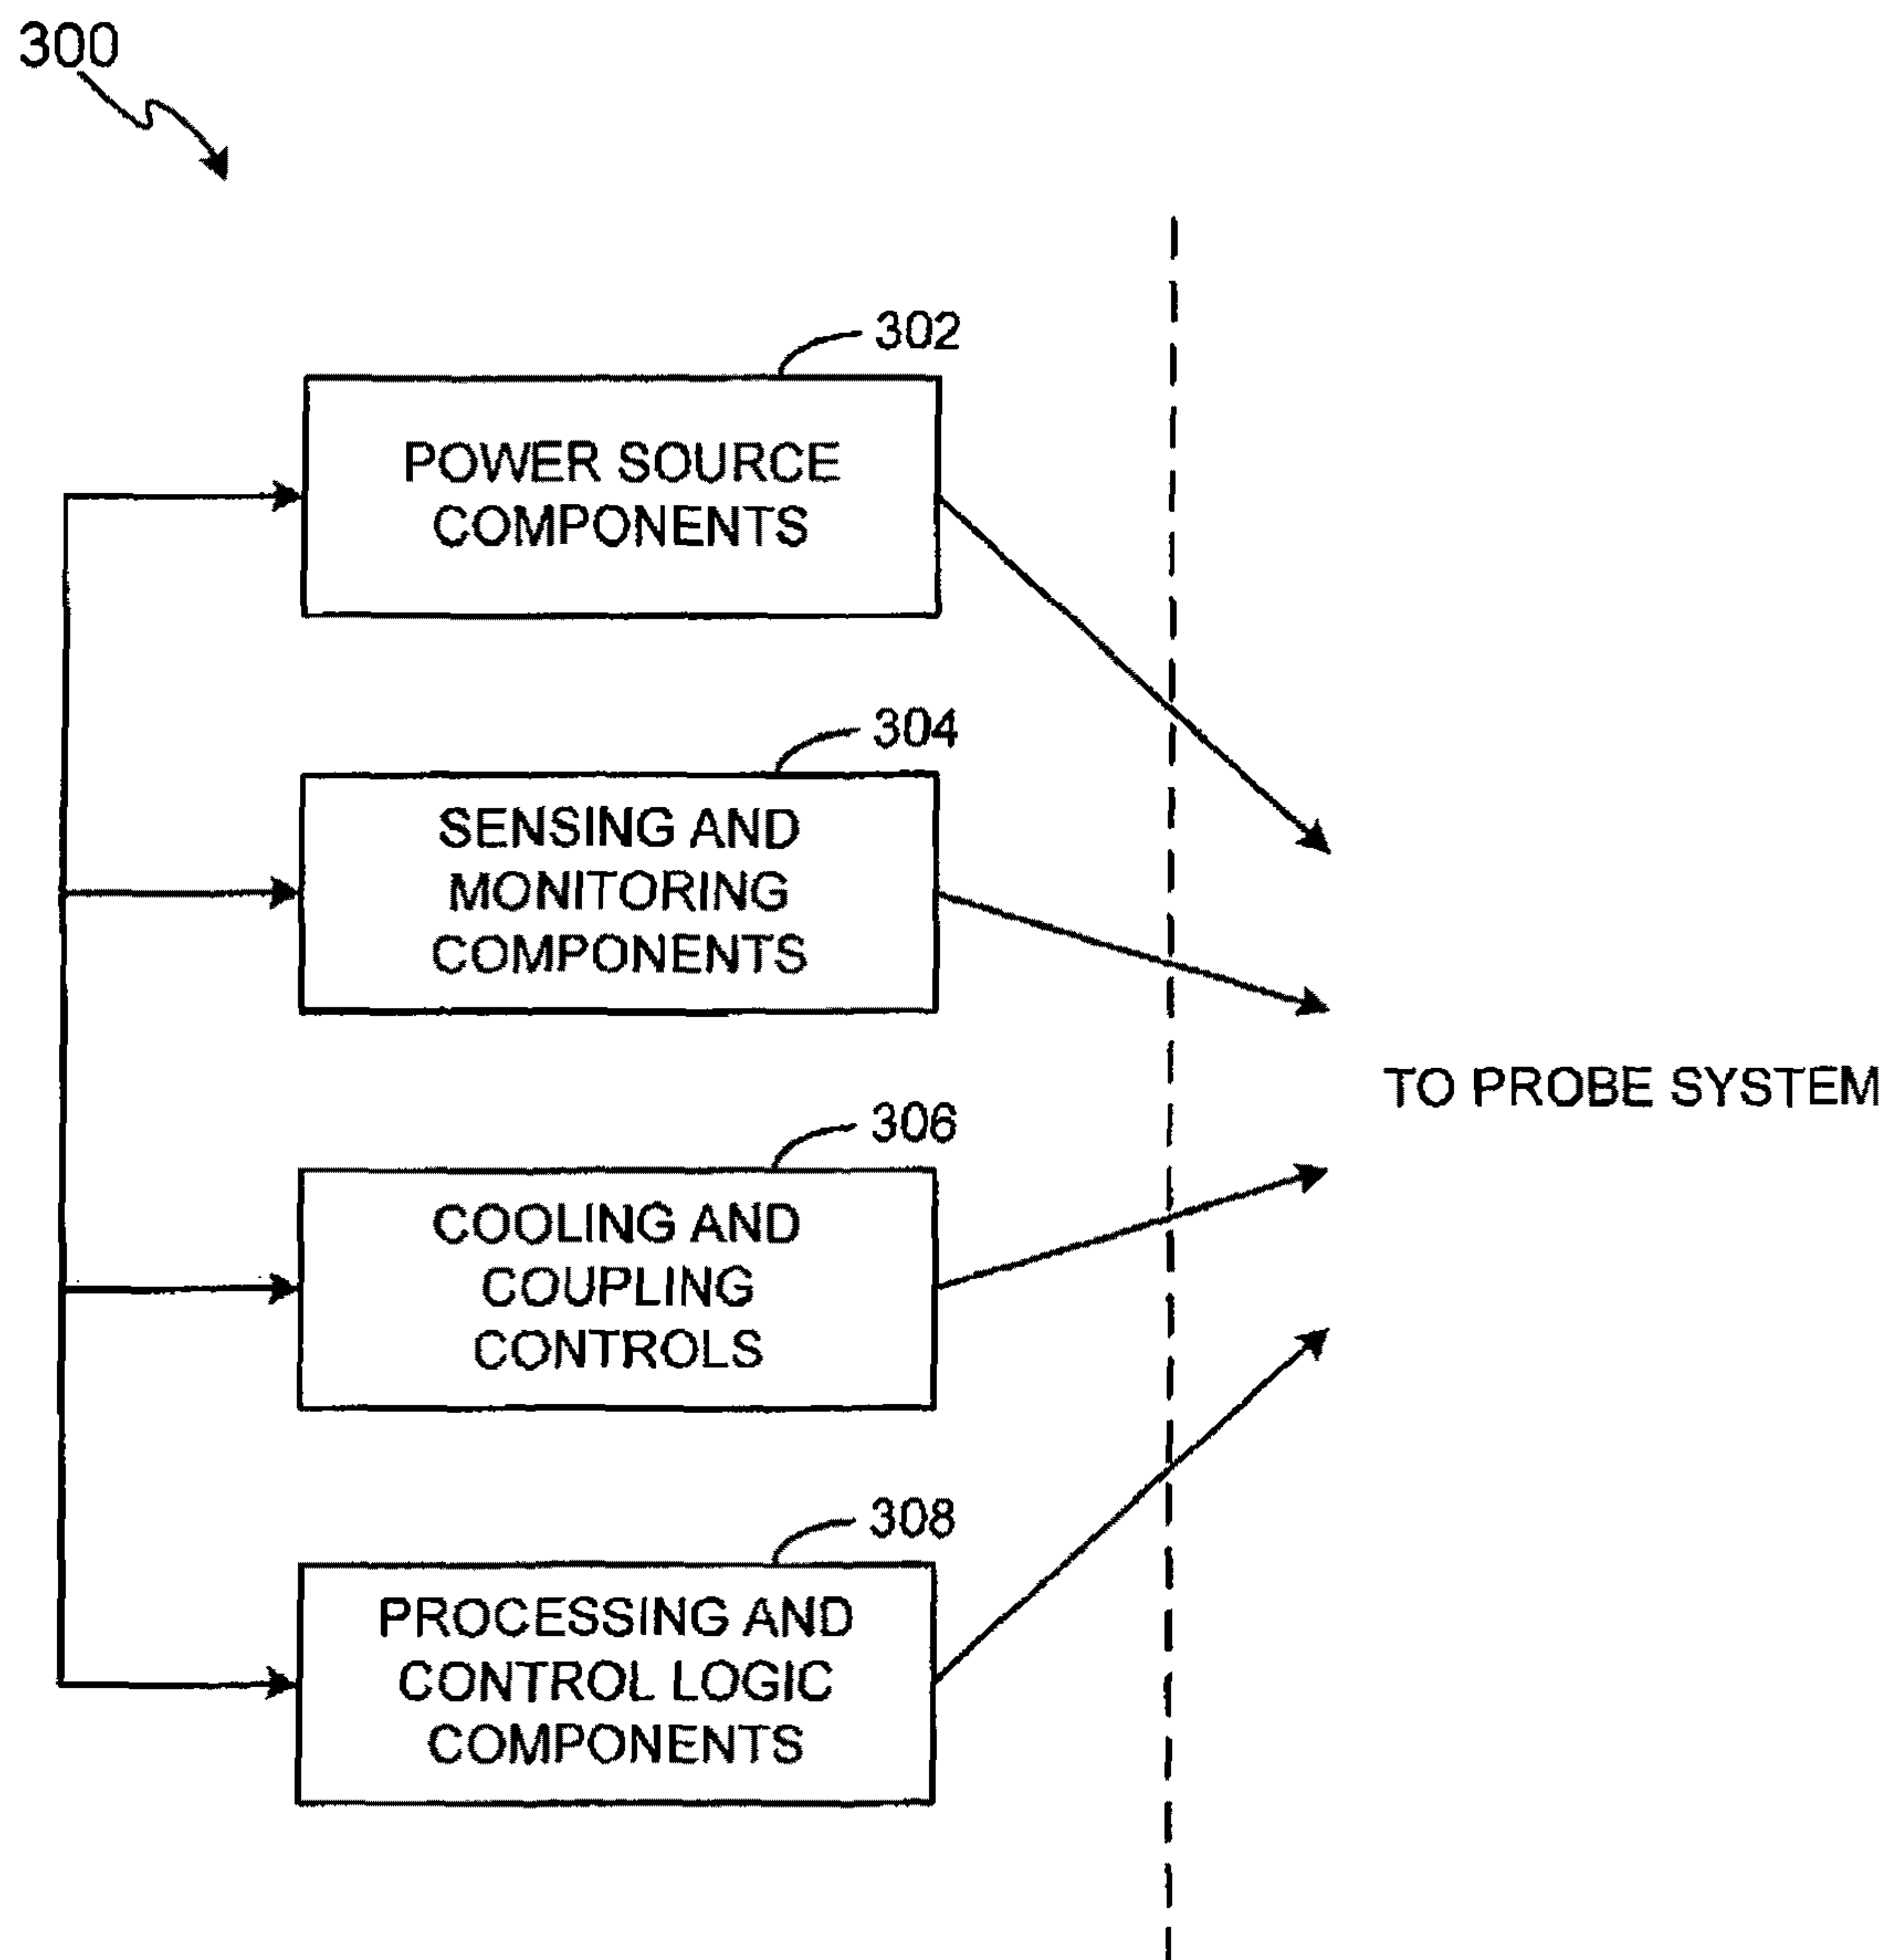 300
302
POWER SOURCE
COMPONENTS
304
SENSING AND
MONITORING
COMPONENTS
TO PROBE SYSTEM
306
COOLING AND
COUPLING
CONTROLS
308
PROCESSING AND
CONTROL LOGIC
COMPONENTS